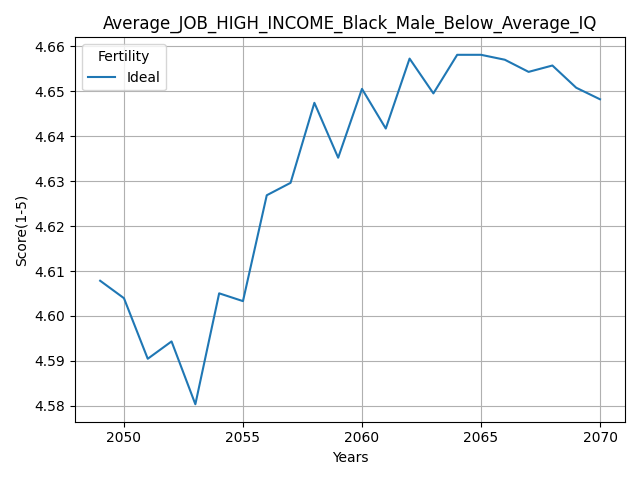 Average_JOB_HIGH_INCOME_Black_Male_Below_Average_IQ
Fertility
Ideal
Score(1-5)
4.66
4.65
4.64
4.63
4.62
4.61
4.60
4.59
4.58
2050
2055
2060
2065
2070
Years